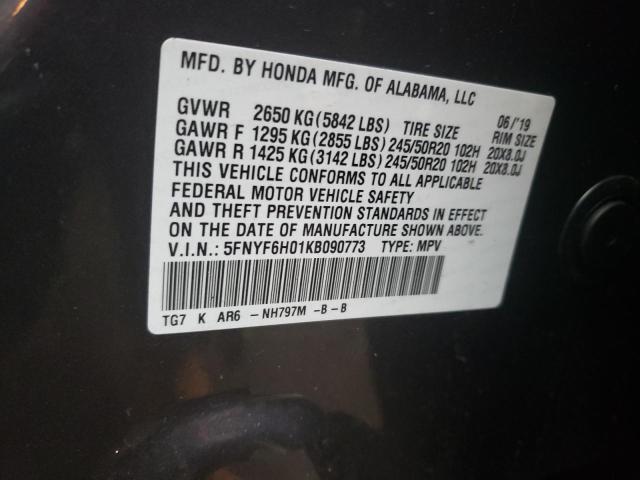 MFD. BY HONDA MFG. OF ALABAMA, LLC
06/'19
GVWR 2650 KG(5842 LBS) TIRE SIZE RIM SIZE
GAWR F 1295 KG(2855 LBS)245/50R20 102H 20X8.0J
GAWR R 1425 KG(3142 LBS)245/50R20 102H 20X8.0J
THIS VEHICLE CONFORMS TO ALL APPLICABLE
FEDERAL MOTOR VEHICLE SAFETY
AND THEFT PREVENTION STANDARDS IN EFFECT
ON THE DATE OF MANUFACTURE SHOWN ABOVE.
V.I.N.: 5FNYF6H01KB090773 TYPE: MPV
TG7 K AR6 -NH797M -B-B